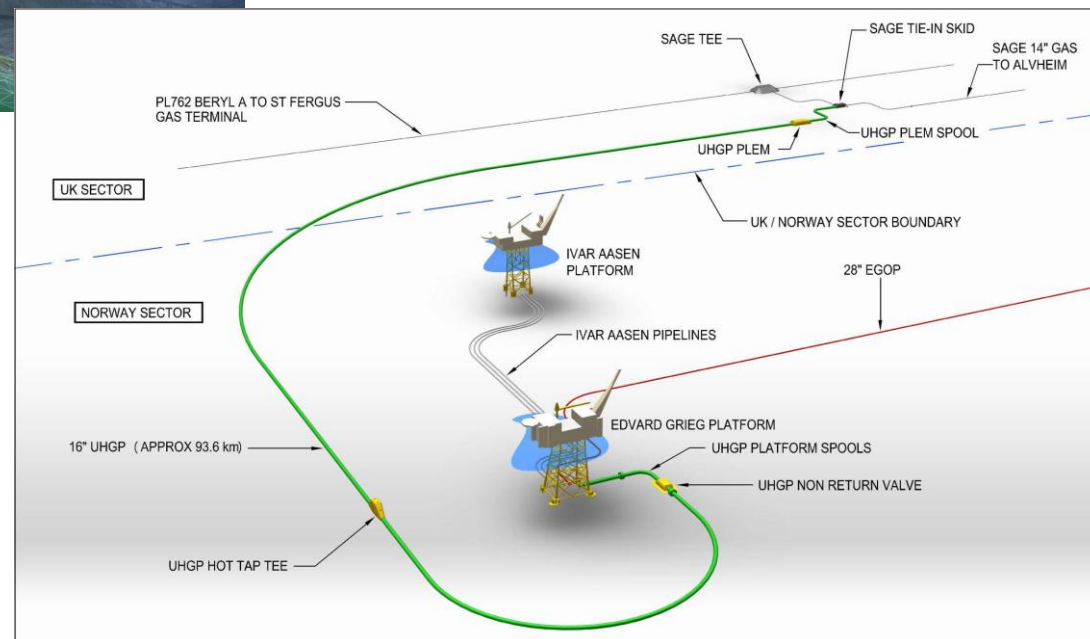 SAGE TEE
SAGE TIE-IN SKID
SAGE 14" GAS
TO ALVHEIM
PL762 BERYL A TO ST FERGUS
GAS TERMINAL
UHGP PLEM SPOOL
UHGP PLEM
UK SECTOR
UK / NORWAY SECTOR BOUNDARY
IVAR AASEN
PLATFORM
28" EGOP
NORWAY SECTOR
IVAR AASEN PIPELINES
EDVARD GRIEG PLATFORM
16" UHGP ( APPROX 93.6 km)
UHGP PLATFORM SPOOLS
UHGP NON RETURN VALVE
UHGP HOT TAP TEE